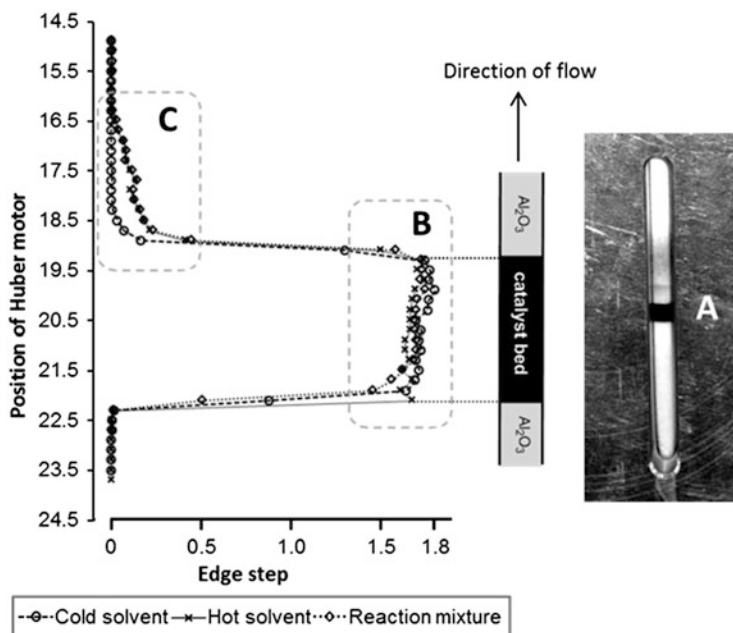 14.5
15.5
16.5
17.5
18.5
19.5
20.5
21.5
22.5
23.5
24.5
Position of Huber motor
C
B
0
0.5
1.0
1.5
1.8
Edge step
Direction of flow
Al₂O₃
catalyst bed
Al₂O₃
A
Cold solvent
Hot solvent
Reaction mixture